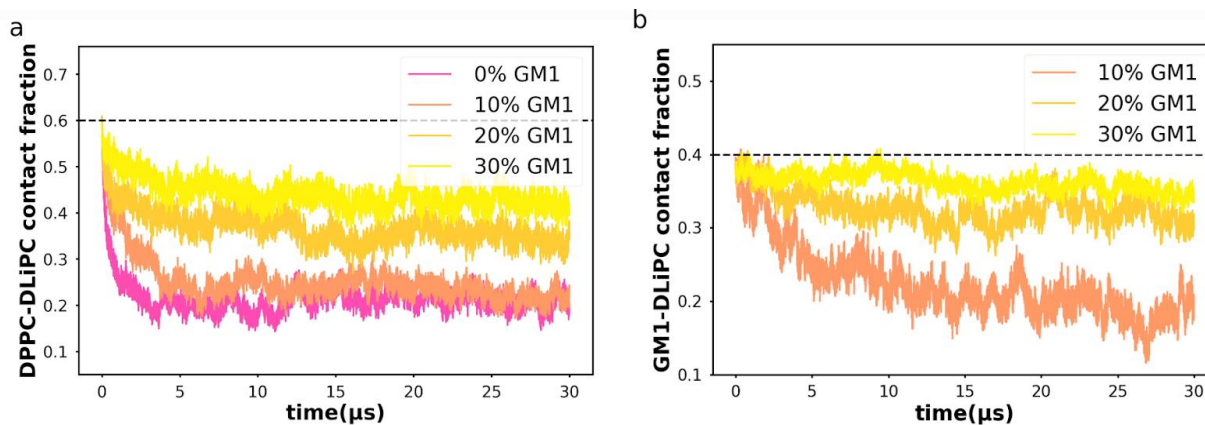 a
DPPC-DLiPC contact fraction
0.7
0.6
0.5
0.4
0.3
0.2
0.1
0% GM1
10% GM1
20% GM1
30% GM1
0 5 10 15 20 25 30
time(μs)
b
GM1-DLiPC contact fraction
0.5
0.4
0.3
0.2
0.1
10% GM1
20% GM1
30% GM1
0 5 10 15 20 25 30
time(μs)